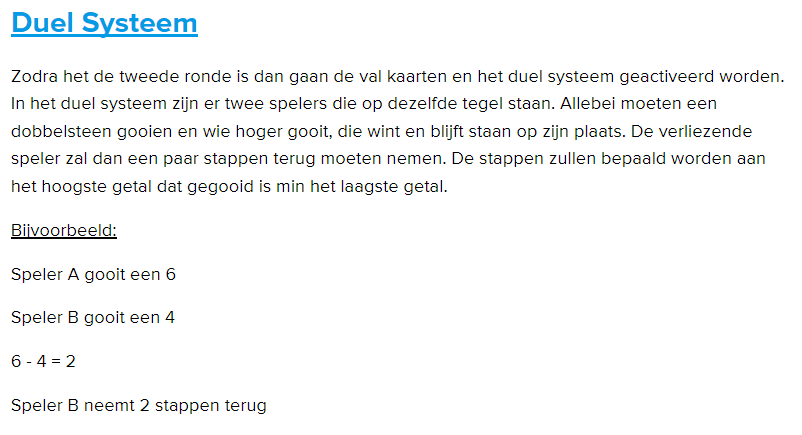 Duel Systeem
Zodra het de tweede ronde is dan gaan de val kaarten en het duel systeem geactiveerd worden.
In het duel systeem zijn er twee spelers die op dezelfde tegel staan. Allebei moeten een
dobbelsteen gooien en wie hoger gooit, die wint en blijft staan op zijn plaats. De verliezende
speler zal dan een paar stappen terug moeten nemen. De stappen zullen bepaald worden aan
het hoogste getal dat gegooid is min het laagste getal.
Bijvoorbeeld:
Speler A gooit een 6
Speler B gooit een 4
6 - 4 = 2
Speler B neemt 2 stappen terug